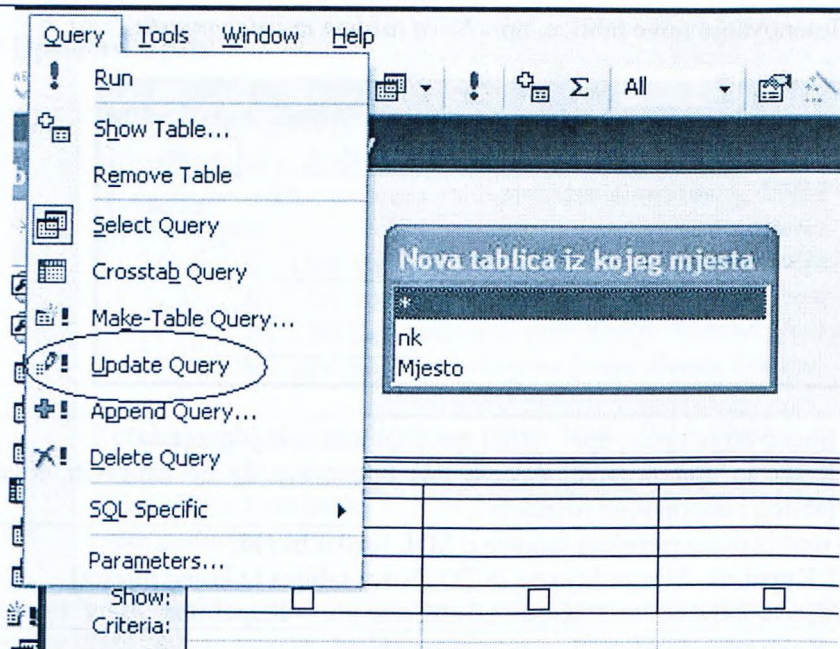 Query Tools Window Help
Run
All
Show Table...
Remove Table
Select Query
Crosstab Query
Make-Table Query...
Update Query
Append Query...
Delete Query
SQL Specific
Parameters...
Nova tablica iz kojeg mjesta
*
nk
Mjesto
Show:
Criteria: